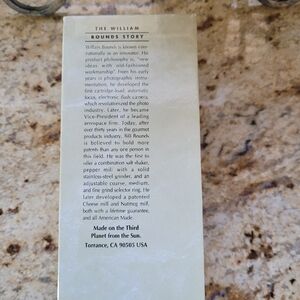 THE WILLIAM
BOUNDS STORY
William Bounds is known inter-
nationally as an innovator. His
product philosophy is, "new
ideas with old-fashioned
workmanship". From his early
years in photographic instru-
mentation, he developed the
first cartridge-load, automatic
focus, electronic flash camera,
which revolutionized the photo
industry. Later, he became
Vice-President of a leading
aerospace firm. Today, after
over thirty years in the gourmet
products industry, Bill Bounds
is believed to hold more
patents than any one person in
this field. He was the first to
offer a combination salt shaker,
pepper mill with a solid
stainless-steel grinder, and an
adjustable coarse, medium,
and fine grind selector ring. He
later developed a patented
Cheese mill and Nutmeg mill,
both with a lifetime guarantee,
and all American Made.
Made on the Third
Planet from the Sun.
Torrance, CA 90505 USA